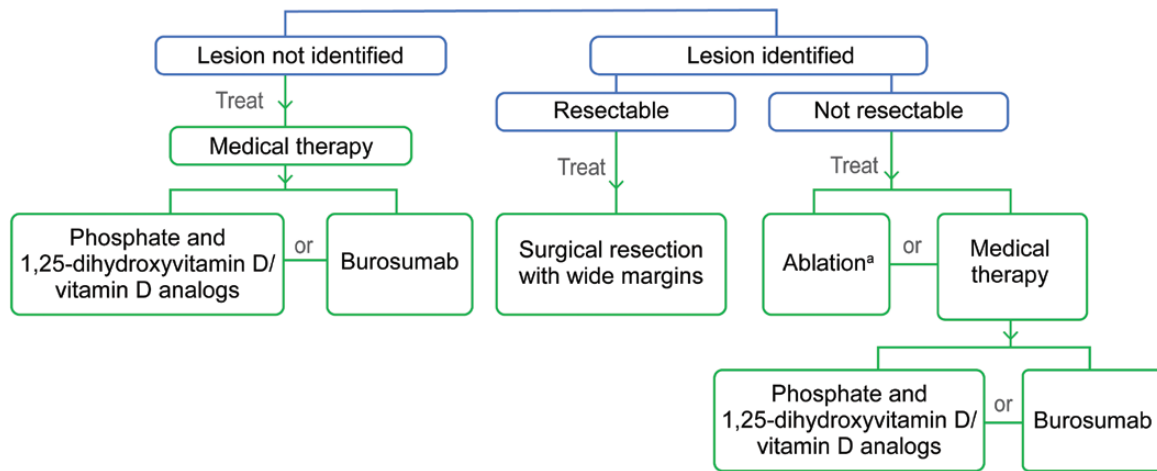 Lesion not identified
Lesion identified
Treat
Resectable
Not resectable
Medical therapy
Treat
Treat
Phosphate and
1,25-dihydroxyvitamin D/
vitamin D analogs
or
Burosumab
Surgical resection
with wide margins
Ablationᵃ
or
Medical
therapy
Phosphate and
1,25-dihydroxyvitamin D/
vitamin D analogs
or
Burosumab